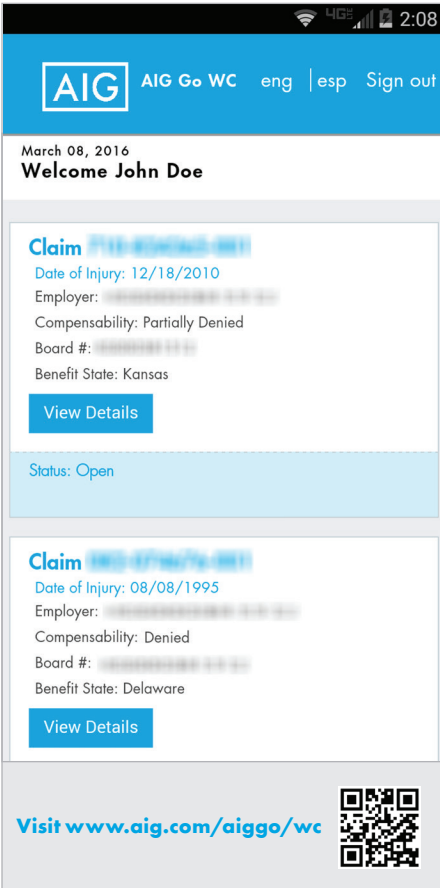 4G 2:08
AIG AIG Go WC eng | esp Sign out
March 08, 2016
Welcome John Doe
Claim
Date of Injury: 12/18/2010
Employer:
Compensability: Partially Denied
Board #:
Benefit State: Kansas
View Details
Status: Open
Claim
Date of Injury: 08/08/1995
Employer:
Compensability: Denied
Board #:
Benefit State: Delaware
View Details
Visit www.aig.com/aiggo/wc